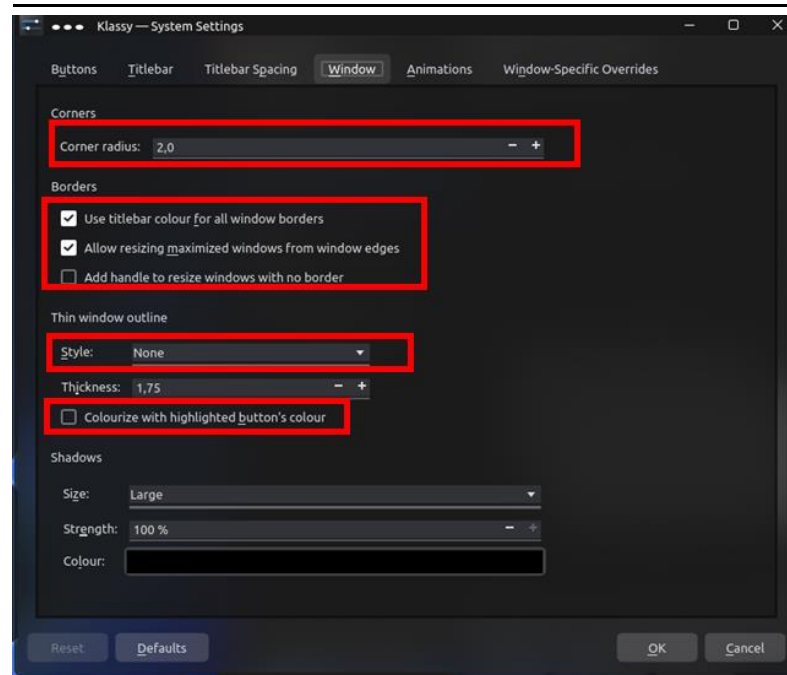 Klassy — System Settings
Buttons Titlebar Titlebar Spacing Window Animations Window-Specific Overrides
Corners
Corner radius: 2,0 − +
Borders
Use titlebar colour for all window borders
Allow resizing maximized windows from window edges
Add handle to resize windows with no border
Thin window outline
Style: None
Thickness: 1,75 − +
Colourize with highlighted button's colour
Shadows
Size: Large
Strength: 100 % − +
Colour:
Reset Defaults OK Cancel